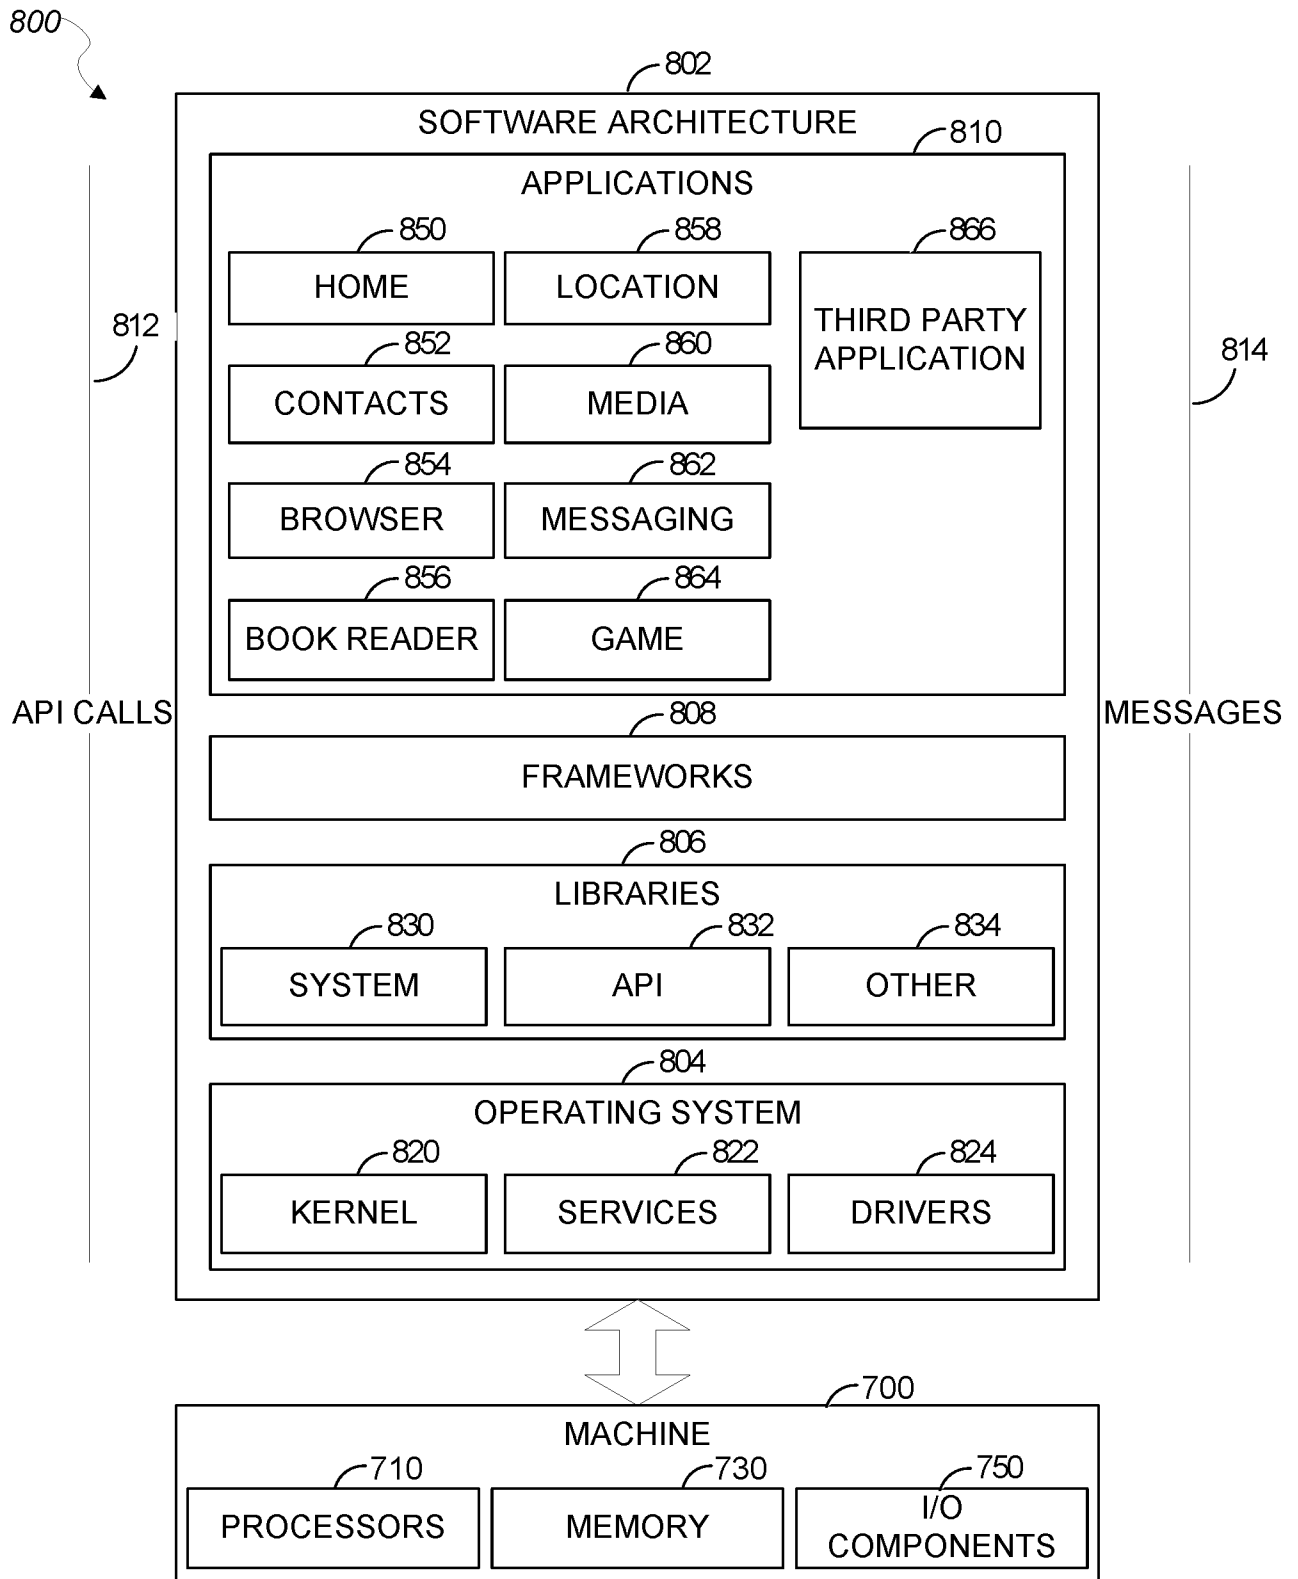 800
802
SOFTWARE ARCHITECTURE
810
APPLICATIONS
850
858
866
HOME
LOCATION
THIRD PARTY
APPLICATION
812
852
860
814
CONTACTS
MEDIA
854
862
BROWSER
MESSAGING
856
864
BOOK READER
GAME
API CALLS
MESSAGES
808
FRAMEWORKS
806
LIBRARIES
830
832
834
SYSTEM
API
OTHER
804
OPERATING SYSTEM
820
822
824
KERNEL
SERVICES
DRIVERS
700
MACHINE
710
730
750
PROCESSORS
MEMORY
I/O
COMPONENTS